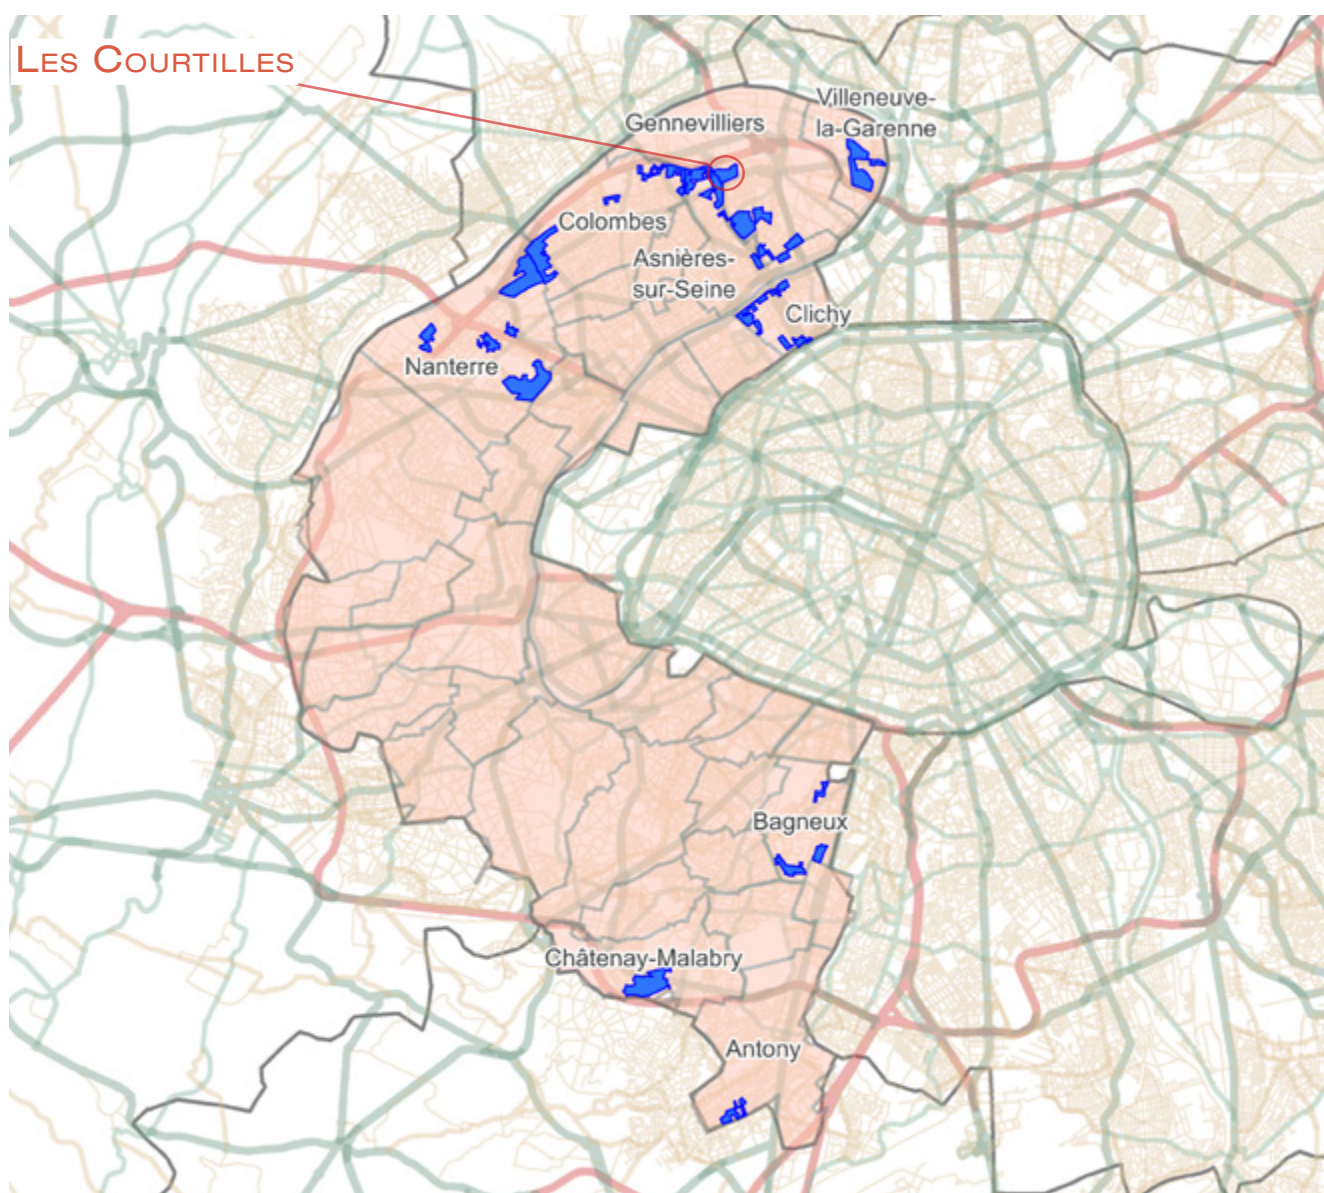 LES COURTILLES
Villeneuve-
la-Garenne
Gennevilliers
Colombes
Asnières-
sur-Seine
Clichy
Nanterre
Bagneux
Châtenay-Malabry
Antony